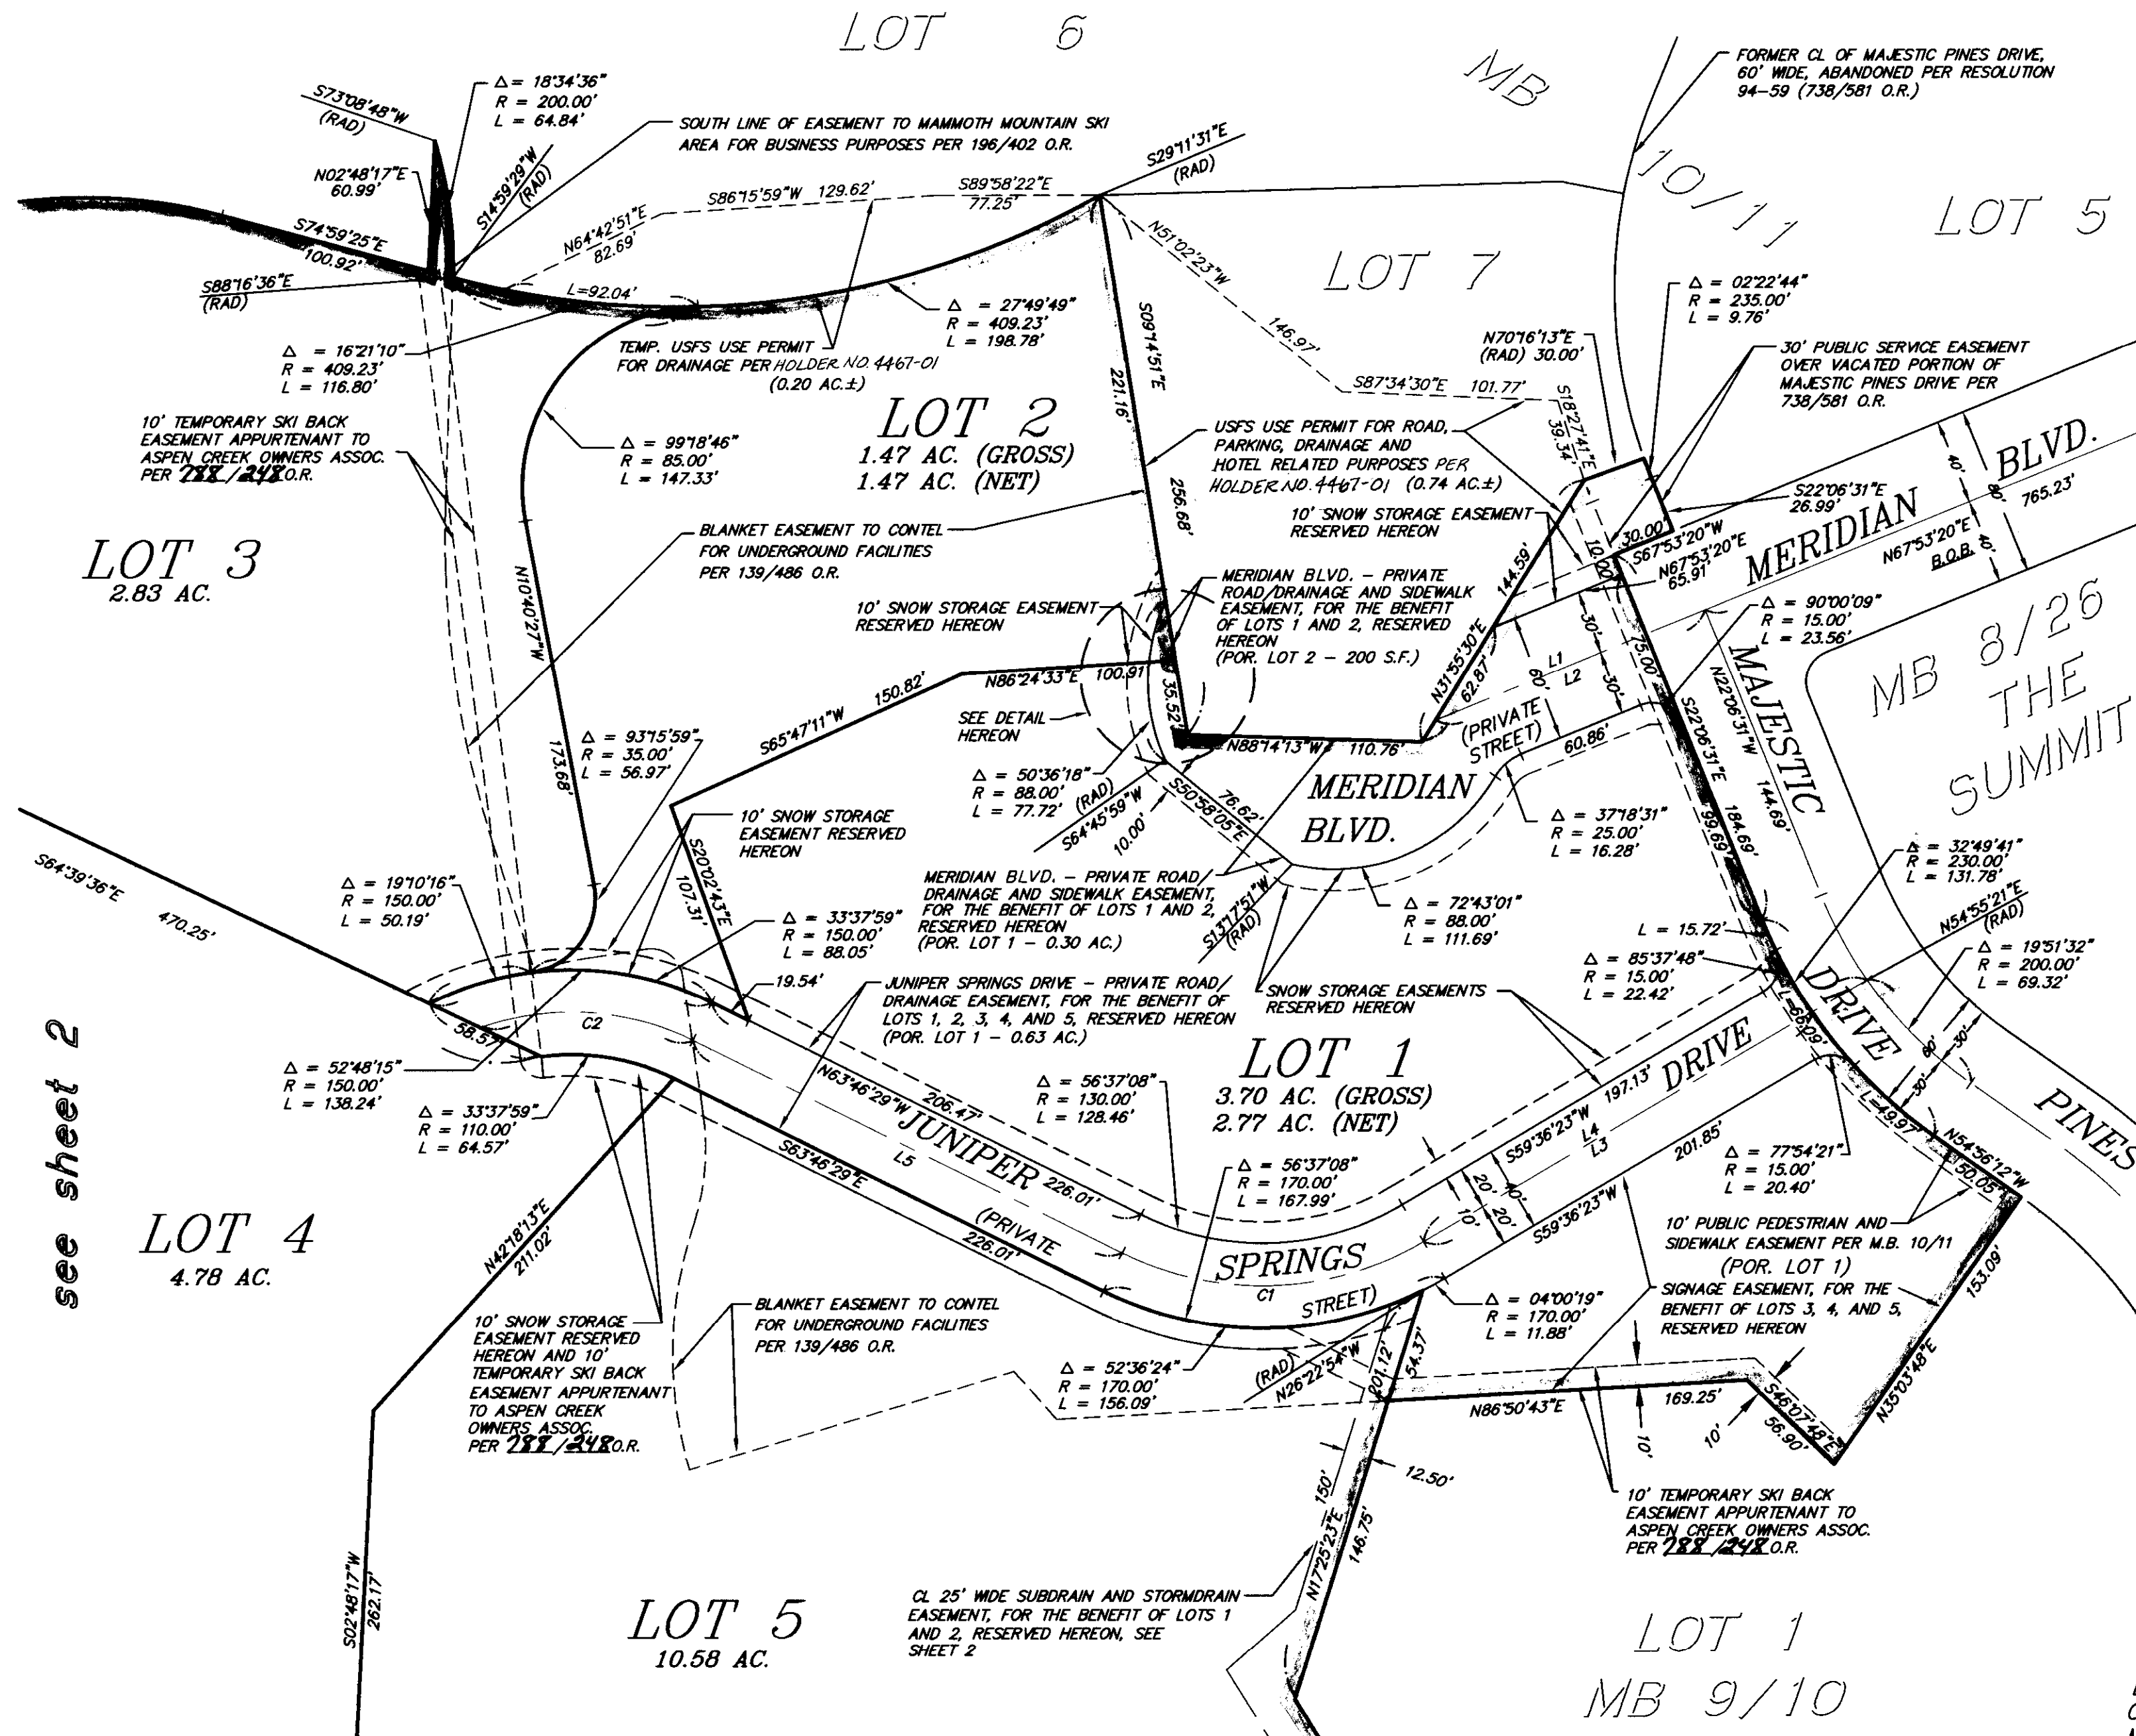 LOT 6
MB
10/11
FORMER CL OF MAJESTIC PINES DRIVE,
60' WIDE, ABANDONED PER RESOLUTION
94-59 (738/581 O.R.)
LOT 5
S73°08'48"W
(RAD)
Δ = 18°34'36"
R = 200.00'
L = 64.84'
SOUTH LINE OF EASEMENT TO MAMMOTH MOUNTAIN SKI
AREA FOR BUSINESS PURPOSES PER 196/402 O.R.
N02°48'17"E
60.99'
S14°59'29"W
(RAD)
S29°11'31"E
(RAD)
S86°15'59"W 129.62'
S89°58'22"E
77.25'
N64°42'51"E
82.69'
S74°59'25"E
100.92'
S88°16'36"E
(RAD)
L=92.04'
N51°02'23"W
146.97'
LOT 7
Δ = 02°22'44"
R = 235.00'
L = 9.76'
Δ = 27°49'49"
R = 409.23'
L = 198.78'
Δ = 16°21'10"
R = 409.23'
L = 116.80'
TEMP. USFS USE PERMIT
FOR DRAINAGE PER HOLDER NO. 4467-01
(0.20 AC.±)
S09°14'51"E
221.16'
256.68'
35.52'
N70°16'13"E
(RAD) 30.00'
30' PUBLIC SERVICE EASEMENT
OVER VACATED PORTION OF
MAJESTIC PINES DRIVE PER
738/581 O.R.
S87°34'30"E 101.77'
S18°27'41"E
39.34'
10' TEMPORARY SKI BACK
EASEMENT APPURTENANT TO
ASPEN CREEK OWNERS ASSOC.
PER 788/248 O.R.
Δ = 99°18'46"
R = 85.00'
L = 147.33'
LOT 2
1.47 AC. (GROSS)
1.47 AC. (NET)
USFS USE PERMIT FOR ROAD,
PARKING, DRAINAGE AND
HOTEL RELATED PURPOSES PER
HOLDER NO. 4467-01 (0.74 AC.±)
10' SNOW STORAGE EASEMENT
RESERVED HEREON
S22°06'31"E
26.99'
30.00'
S67°53'20"W
N67°53'20"E
65.91'
10.00'
MERIDIAN BLVD.
40'
80'
40'
765.23'
N67°53'20"E
B.O.B.
LOT 3
2.83 AC.
BLANKET EASEMENT TO CONTEL
FOR UNDERGROUND FACILITIES
PER 139/486 O.R.
N10°40'27"W
173.68'
10' SNOW STORAGE EASEMENT
RESERVED HEREON
MERIDIAN BLVD. - PRIVATE
ROAD/DRAINAGE AND SIDEWALK
EASEMENT, FOR THE BENEFIT
OF LOTS 1 AND 2, RESERVED
HEREON
(POR. LOT 2 - 200 S.F.)
144.59'
N31°55'30"E
62.87'
L1
L2
30'
60'
30'
75.00'
Δ = 90°00'09"
R = 15.00'
L = 23.56'
MB 8/26
THE
SUMMIT
150.82'
S65°47'11"W
N86°24'33"E 100.91'
SEE DETAIL
HEREON
Δ = 93°15'59"
R = 35.00'
L = 56.97'
N88°14'13"W 110.76'
(PRIVATE
STREET)
60.86'
MERIDIAN
BLVD.
Δ = 50°36'18"
R = 88.00'
L = 77.72'
(RAD)
S64°45'59"W
10.00'
76.62'
S50°58'05"E
S22°06'31"E
99.69'
184.69'
N22°06'31"W
144.69'
MAJESTIC
Δ = 37°18'31"
R = 25.00'
L = 16.28'
10' SNOW STORAGE
EASEMENT RESERVED
HEREON
S20°02'43"E
107.31'
S64°39'36"E
470.25'
Δ = 19°10'16"
R = 150.00'
L = 50.19'
Δ = 33°37'59"
R = 150.00'
L = 88.05'
MERIDIAN BLVD. - PRIVATE ROAD/
DRAINAGE AND SIDEWALK EASEMENT,
FOR THE BENEFIT OF LOTS 1 AND 2,
RESERVED HEREON
(POR. LOT 1 - 0.30 AC.)
S13°17'51"W
(RAD)
Δ = 72°43'01"
R = 88.00'
L = 111.69'
Δ = 32°49'41"
R = 230.00'
L = 131.78'
N54°55'21"E
(RAD)
L = 15.72'
Δ = 85°37'48"
R = 15.00'
L = 22.42'
Δ = 19°51'32"
R = 200.00'
L = 69.32'
19.54'
JUNIPER SPRINGS DRIVE - PRIVATE ROAD/
DRAINAGE EASEMENT, FOR THE BENEFIT OF
LOTS 1, 2, 3, 4, AND 5, RESERVED HEREON
(POR. LOT 1 - 0.63 AC.)
SNOW STORAGE EASEMENTS
RESERVED HEREON
58.57'
C2
see sheet 2
Δ = 52°48'15"
R = 150.00'
L = 138.24'
Δ = 33°37'59"
R = 110.00'
L = 64.57'
N63°46'29"W
206.47'
JUNIPER
226.01'
L5
S63°46'29"E
(PRIVATE
226.01'
Δ = 56°37'08"
R = 130.00'
L = 128.46'
LOT 1
3.70 AC. (GROSS)
2.77 AC. (NET)
DRIVE
S59°36'23"W 197.13'
L4
L3
201.85'
S59°36'23"W
20'
40'
20'
10'
L=66.09'
DRIVE
PINES
60'
30'
30'
L=49.97'
N54°56'12"W
50.05'
Δ = 77°54'21"
R = 15.00'
L = 20.40'
Δ = 56°37'08"
R = 170.00'
L = 167.99'
10' PUBLIC PEDESTRIAN AND
SIDEWALK EASEMENT PER M.B. 10/11
(POR. LOT 1)
SIGNAGE EASEMENT, FOR THE
BENEFIT OF LOTS 3, 4, AND 5,
RESERVED HEREON
153.09'
N35°03'48"E
LOT 4
4.78 AC.
N42°18'13"E
211.02'
SPRINGS
C1
STREET)
Δ = 04°00'19"
R = 170.00'
L = 11.88'
10' SNOW STORAGE
EASEMENT RESERVED
HEREON AND 10'
TEMPORARY SKI BACK
EASEMENT APPURTENANT
TO ASPEN CREEK
OWNERS ASSOC.
PER 788/248 O.R.
BLANKET EASEMENT TO CONTEL
FOR UNDERGROUND FACILITIES
PER 139/486 O.R.
Δ = 52°36'24"
R = 170.00'
L = 156.09'
(RAD)
N26°22'54"W
201.12'
54.37'
N86°50'43"E
169.25'
10'
10'
S46°07'48"E
56.90'
12.50'
150'
N17°25'23"E
146.75'
10' TEMPORARY SKI BACK
EASEMENT APPURTENANT TO
ASPEN CREEK OWNERS ASSOC.
PER 788/248 O.R.
S02°48'17"W
262.17'
LOT 5
10.58 AC.
CL 25' WIDE SUBDRAIN AND STORMDRAIN
EASEMENT, FOR THE BENEFIT OF LOTS 1
AND 2, RESERVED HEREON, SEE
SHEET 2
LOT 1
MB 9/10